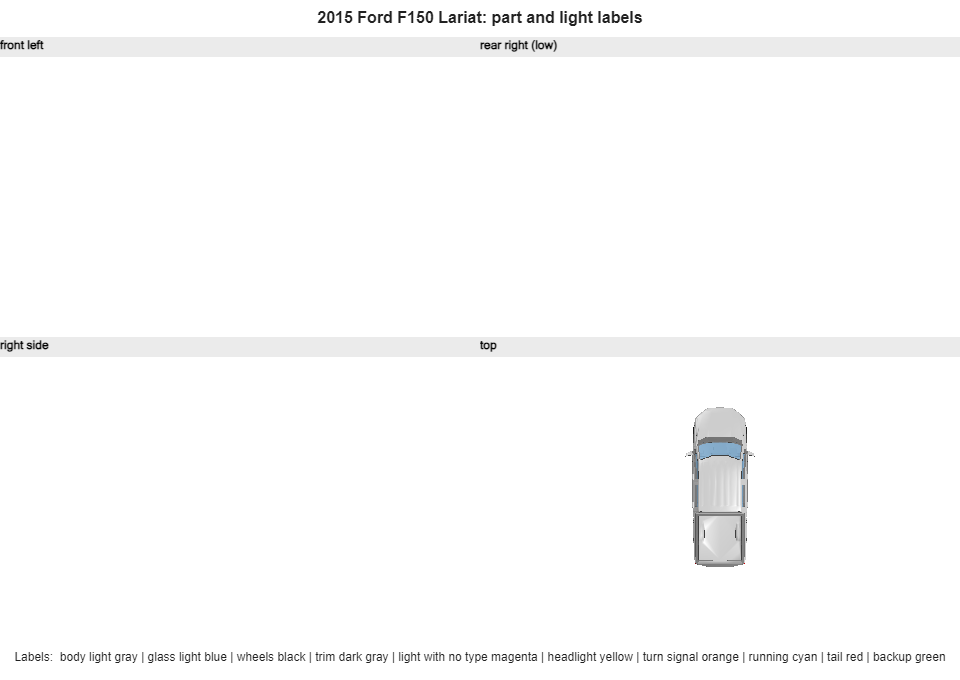 2015 Ford F150 Lariat: part and light labels
front left
rear right (low)
right side
top
Labels:  body light gray | glass light blue | wheels black | trim dark gray | light with no type magenta | headlight yellow | turn signal orange | running cyan | tail red | backup green